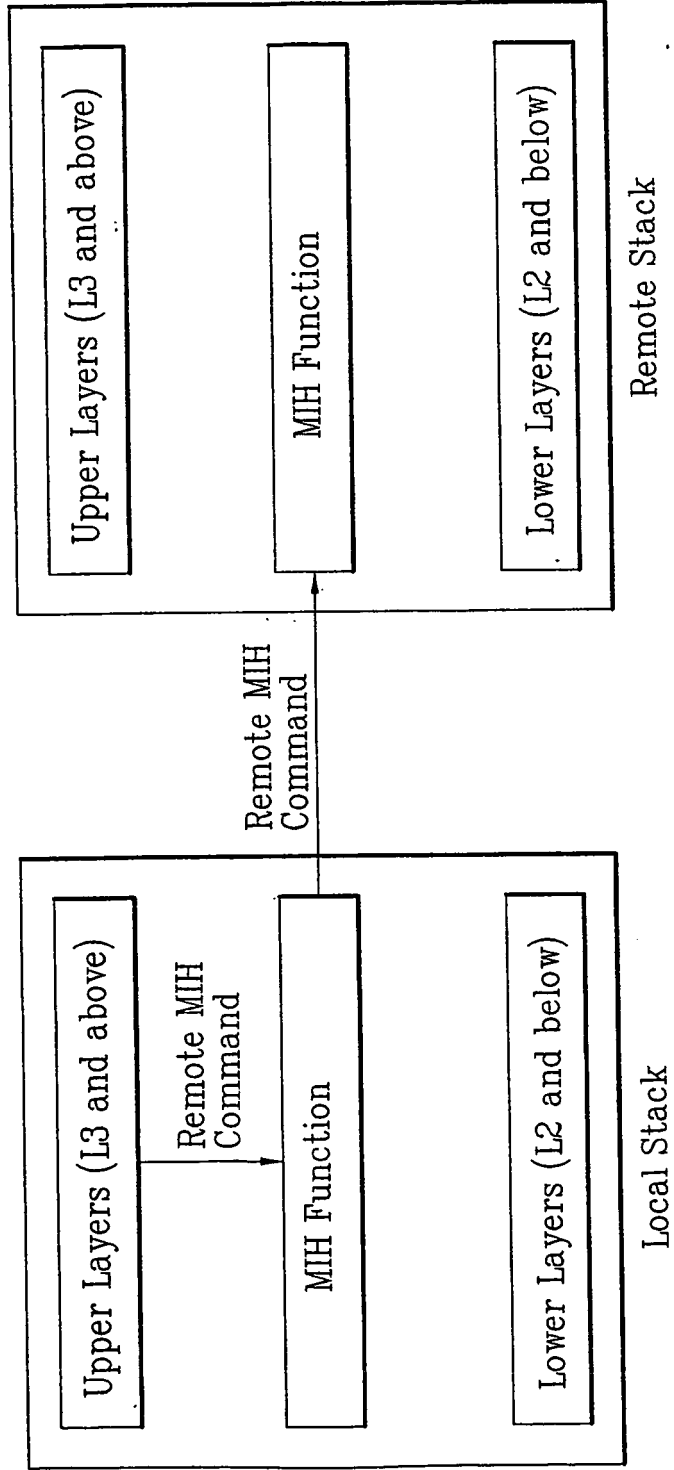 Upper Layers (L3 and above)
Remote MIH
Command
MIH Function
Lower Layers (L2 and below)
Local Stack
Remote MIH
Command
Upper Layers (L3 and above)
MIH Function
Lower Layers (L2 and below)
Remote Stack